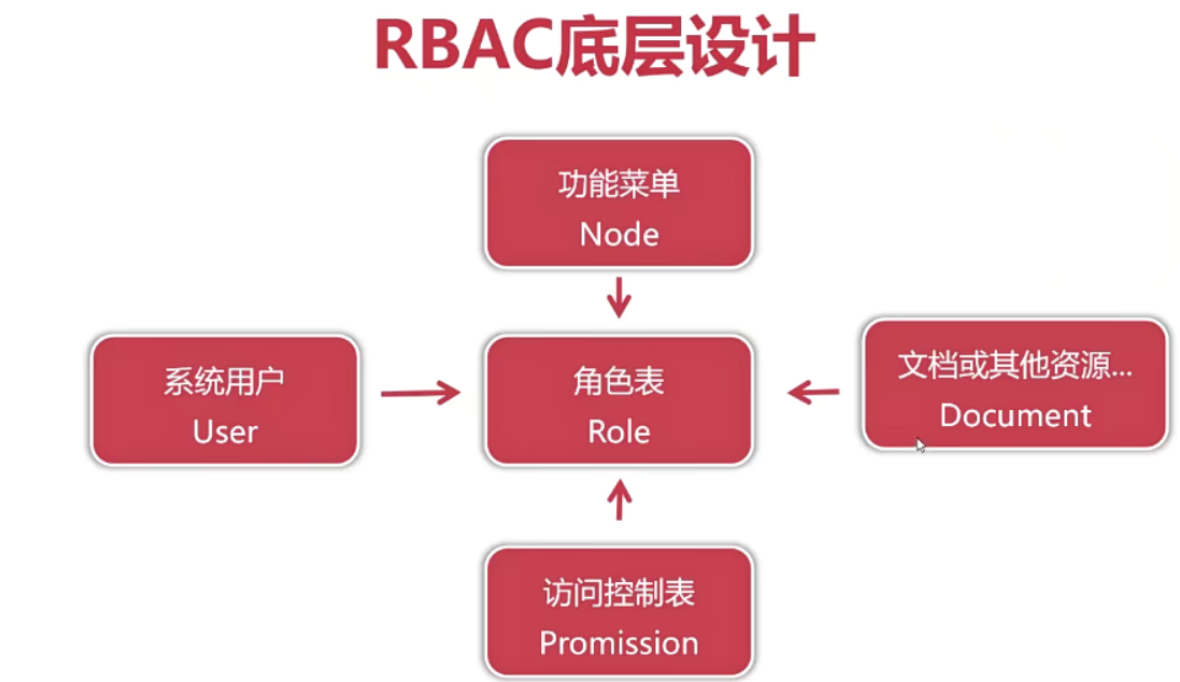 RBAC底层设计
功能菜单
Node
系统用户
User
角色表
Role
文档或其他资源...
Document
访问控制表
Promission